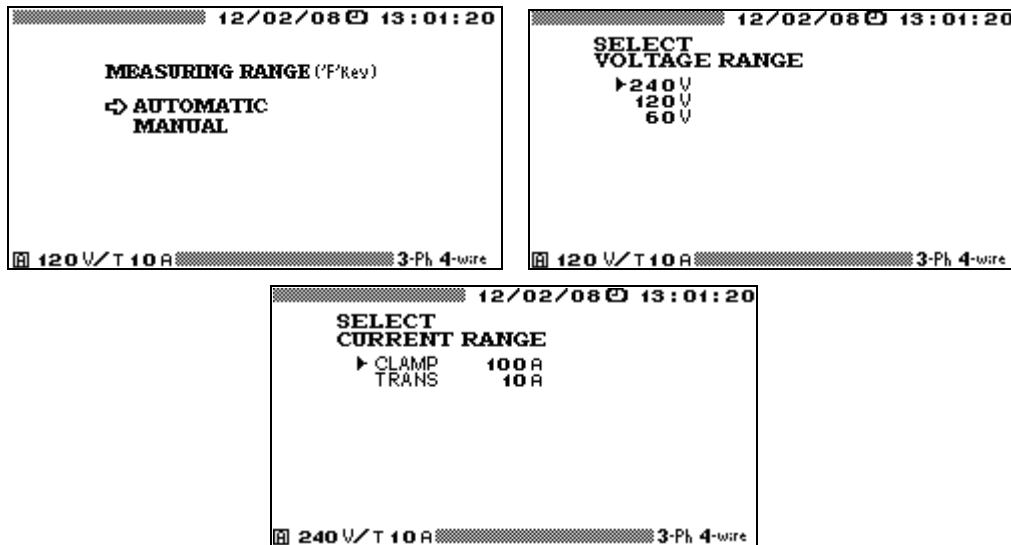 12/02/08 13:01:20
MEASURING RANGE ('F'Key)
AUTOMATIC
MANUAL
A 120 V/T 10 A 3-Ph 4-wire
12/02/08 13:01:20
SELECT
VOLTAGE RANGE
240 V
120 V
60 V
A 120 V/T 10 A 3-Ph 4-wire
12/02/08 13:01:20
SELECT
CURRENT RANGE
CLAMP 100 A
TRANS 10 A
A 240 V/T 10 A 3-Ph 4-wire